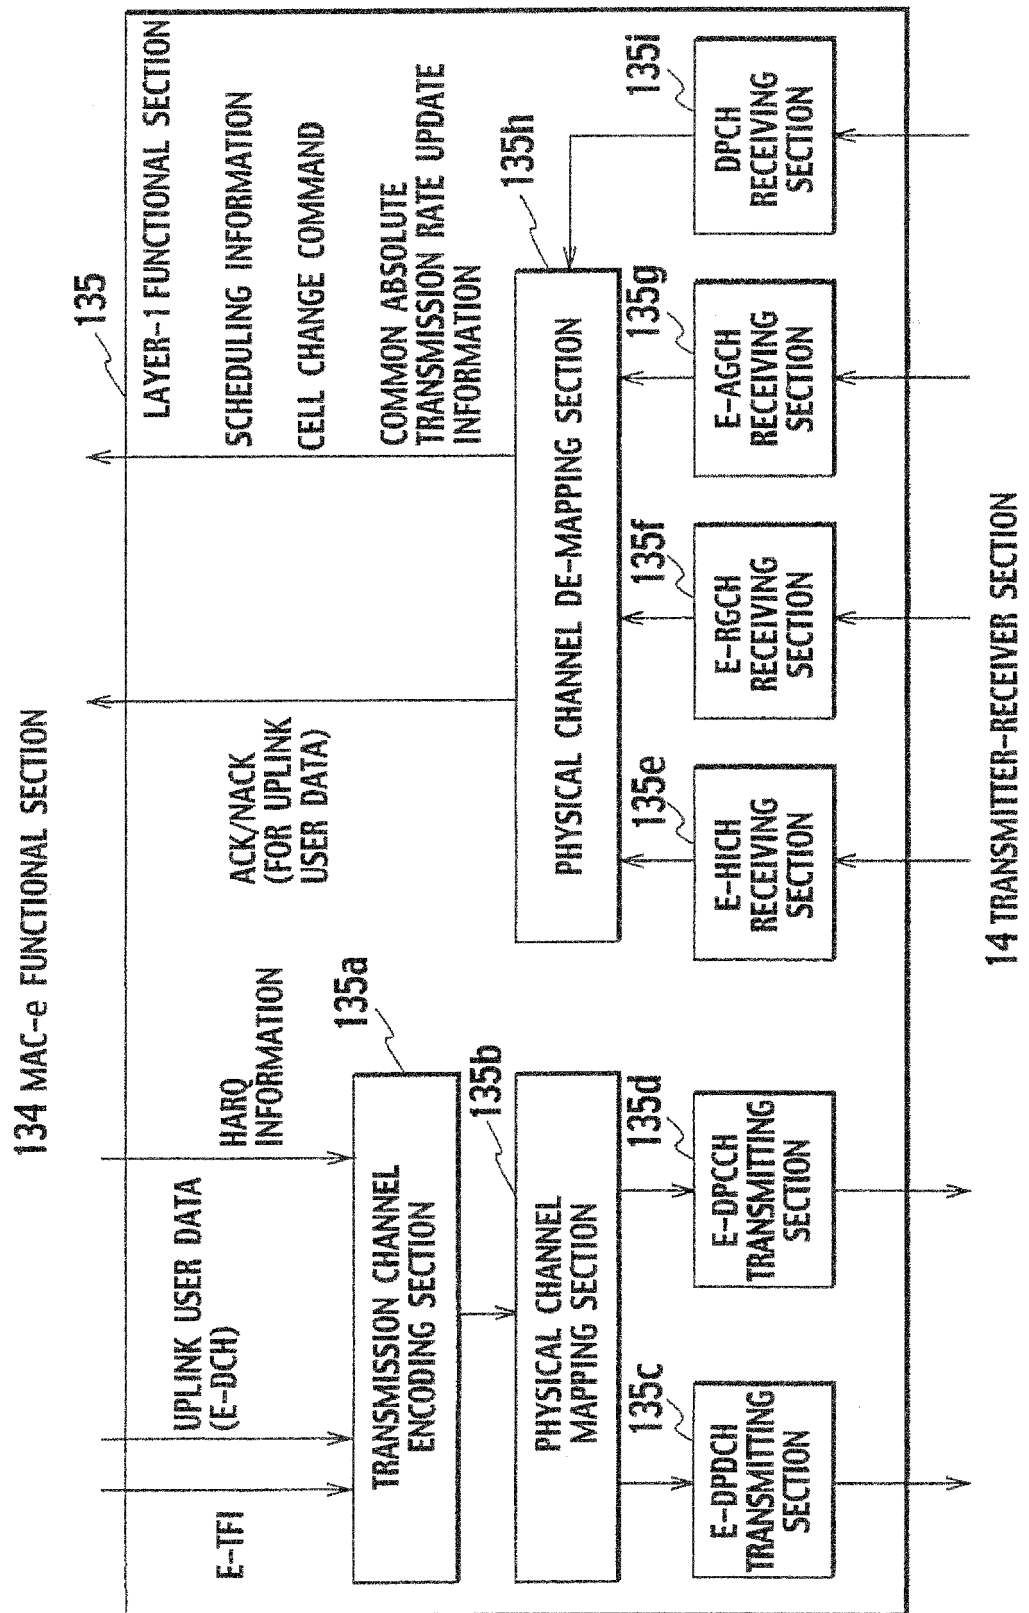 134 MAC-e FUNCTIONAL SECTION
135
LAYER-1 FUNCTIONAL SECTION
E-TFI
UPLINK USER DATA
(E-DCH)
HARQ
INFORMATION
ACK/NACK
(FOR UPLINK
USER DATA)
SCHEDULING INFORMATION
CELL CHANGE COMMAND
COMMON ABSOLUTE
TRANSMISSION RATE UPDATE
INFORMATION
135a
TRANSMISSION CHANNEL
ENCODING SECTION
135b
PHYSICAL CHANNEL
MAPPING SECTION
135h
PHYSICAL CHANNEL DE-MAPPING SECTION
135c
E-DPDCH
TRANSMITTING
SECTION
135d
E-DPCCH
TRANSMITTING
SECTION
135e
E-HICH
RECEIVING
SECTION
135f
E-RGCH
RECEIVING
SECTION
135g
E-AGCH
RECEIVING
SECTION
135i
DPCH
RECEIVING
SECTION
14 TRANSMITTER-RECEIVER SECTION